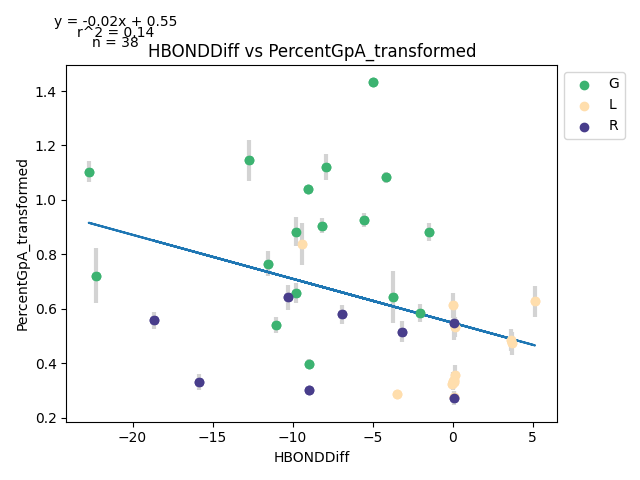 y = -0.02x + 0.55
r^2 = 0.14
n = 38
HBONDDiff vs PercentGpA_transformed
G
L
R
PercentGpA_transformed
1.4
1.2
1.0
0.8
0.6
0.4
0.2
−20
−15
−10
−5
0
5
HBONDDiff